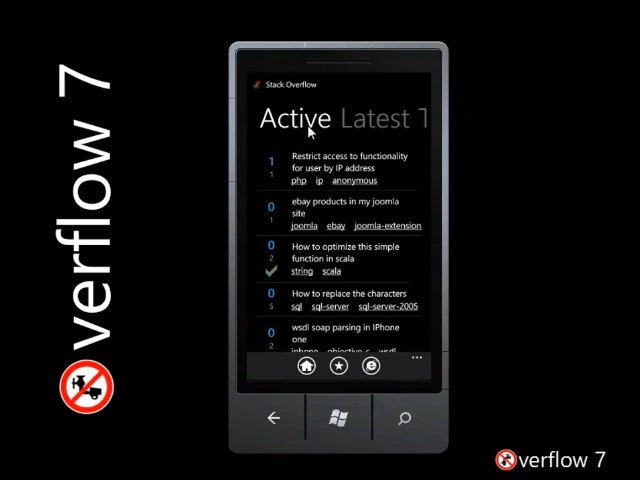 verflow 7
Stack Overflow
Active Latest
1
1
Restrict access to functionality
for user by IP address
php ip anonymous
0
1
ebay products in my joomla
site
joomla ebay joomla-extension
0
2
How to optimize this simple
function in scala
string scala
0
5
How to replace the characters
sql sql-server sql-server-2005
0
2
wsdl soap parsing in IPhone
one
iphone objective-c wsdl
...
verflow 7